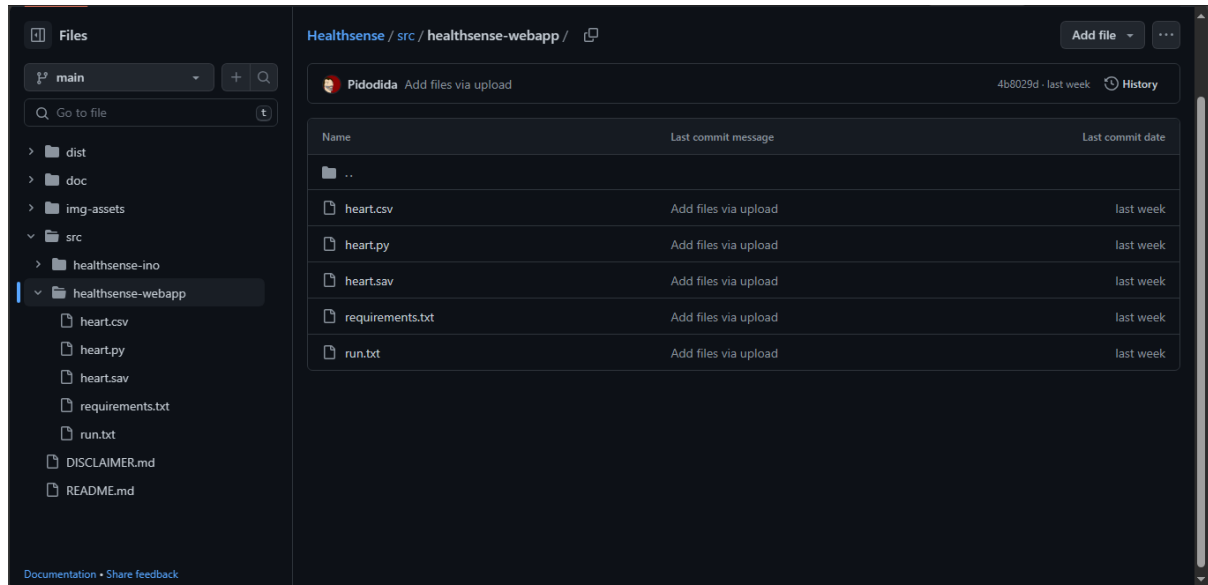 Files
main
Go to file
t
dist
doc
img-assets
src
healthsense-ino
healthsense-webapp
heart.csv
heart.py
heart.sav
requirements.txt
run.txt
DISCLAIMER.md
README.md
Documentation • Share feedback
Healthsense / src / healthsense-webapp /
Add file
Pidodida Add files via upload 4b8029d · last week History
Name Last commit message Last commit date
..
heart.csv Add files via upload last week
heart.py Add files via upload last week
heart.sav Add files via upload last week
requirements.txt Add files via upload last week
run.txt Add files via upload last week